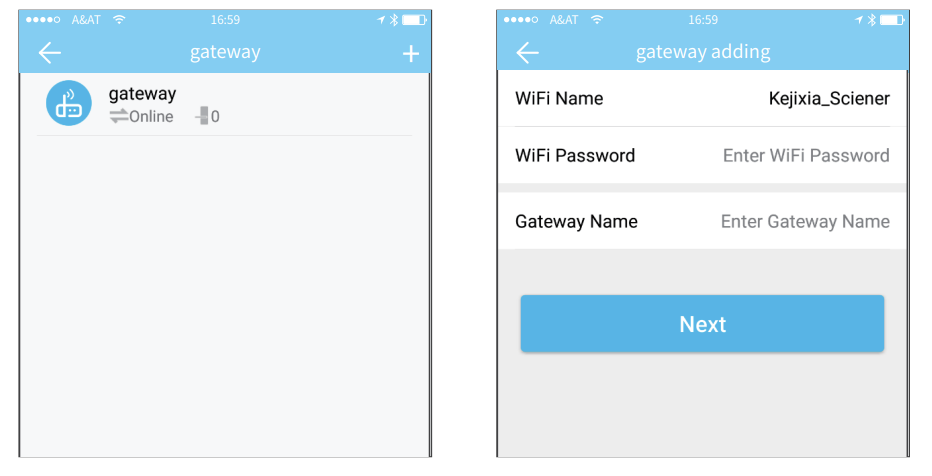 A&AT 16:59
gateway +
gateway
Online 0
A&AT 16:59
gateway adding
WiFi Name Kejixia_Sciener
WiFi Password Enter WiFi Password
Gateway Name Enter Gateway Name
Next